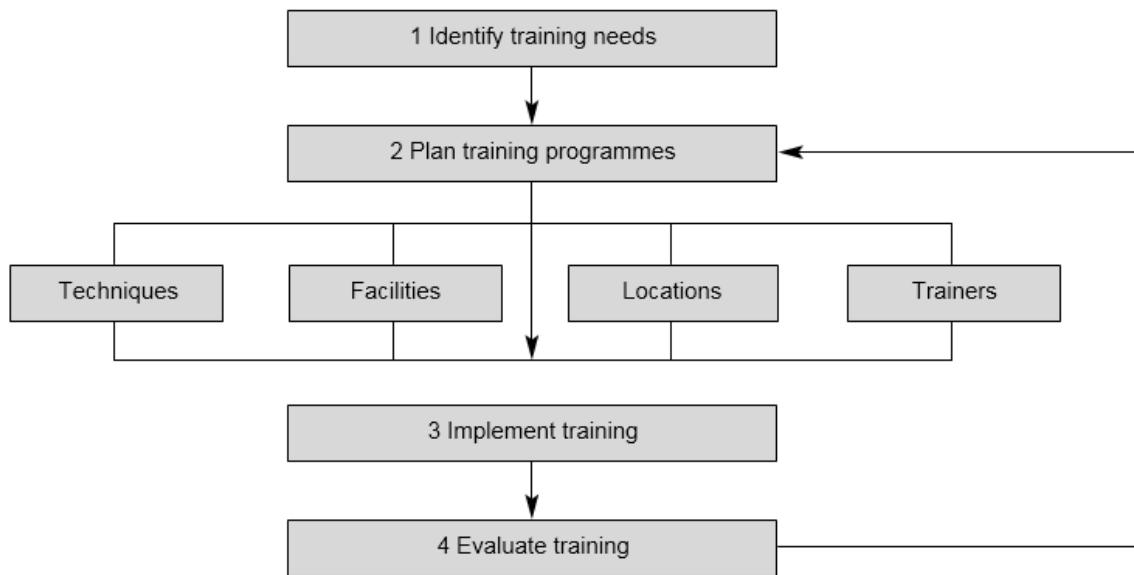 1 Identify training needs
2 Plan training programmes
Techniques
Facilities
Locations
Trainers
3 Implement training
4 Evaluate training